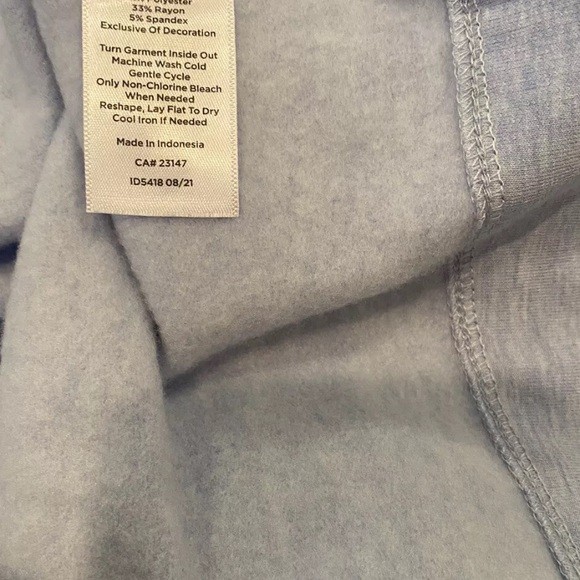 Polyester
33% Rayon
5% Spandex
Exclusive Of Decoration
Turn Garment Inside Out
Machine Wash Cold
Gentle Cycle
Only Non-Chlorine Bleach
When Needed
Reshape, Lay Flat To Dry
Cool Iron If Needed
Made In Indonesia
CA# 23147
ID5418 08/21